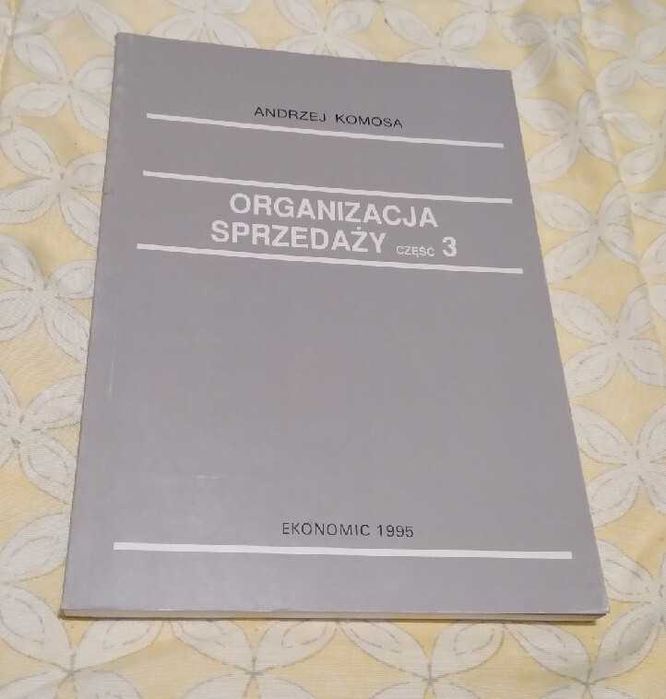 ANDRZEJ KOMOSA
ORGANIZACJA
SPRZEDAŻY CZĘŚĆ 3
EKONOMIC 1995